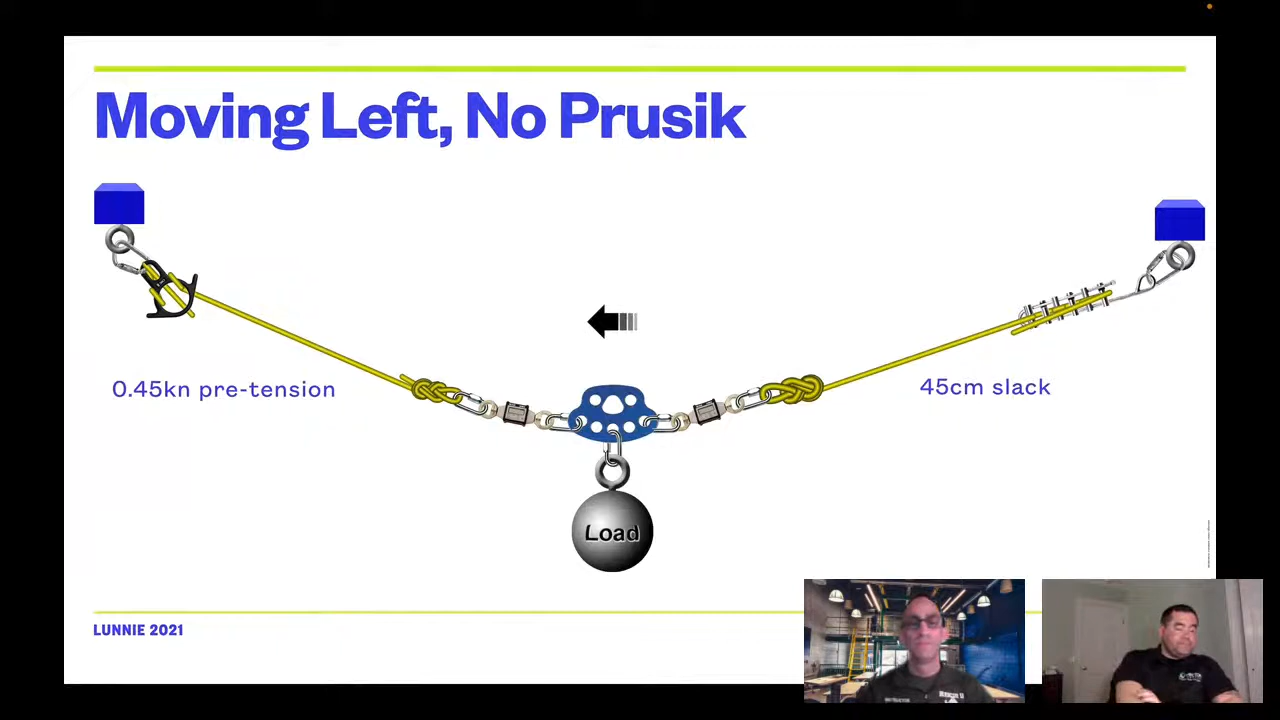 Moving Left, No Prusik
0.45kn pre-tension
45cm slack
Load
LUNNIE 2021